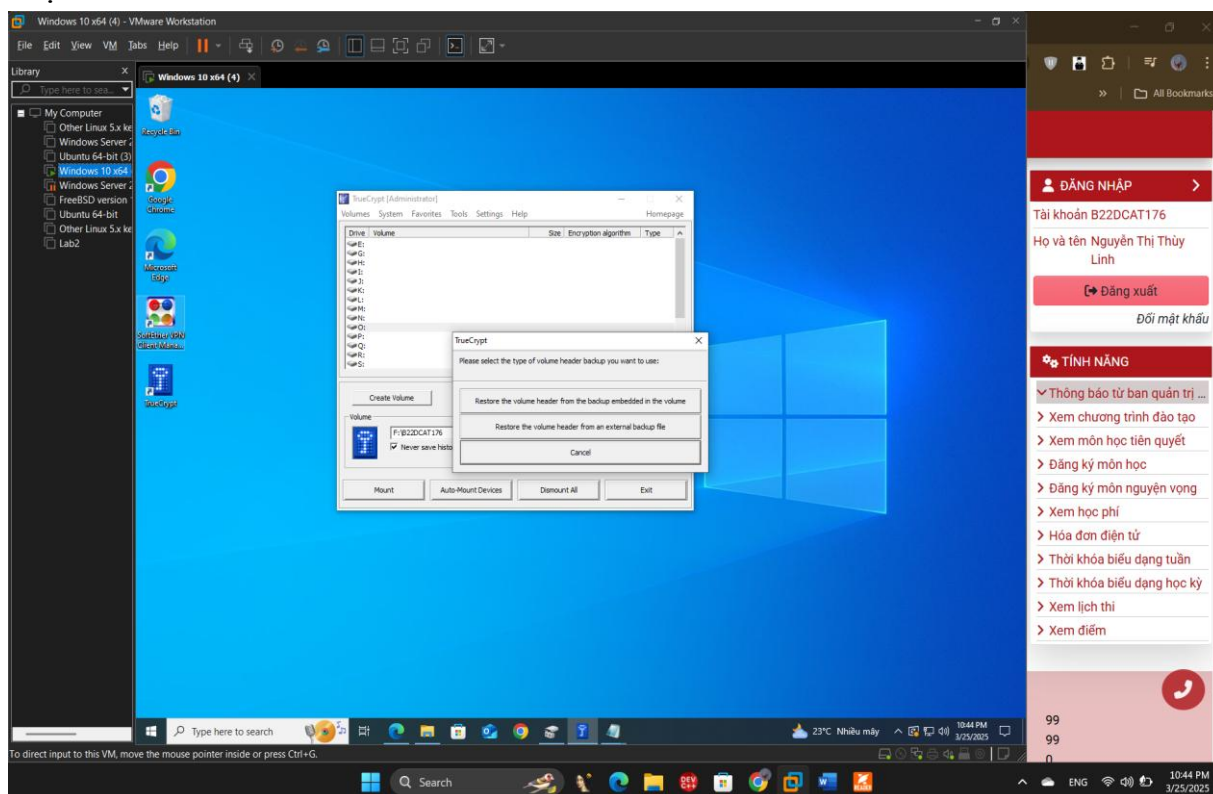 Windows 10 x64 (4) - VMware Workstation
File Edit View VM Tabs Help
Library
Type here to sea...
My Computer
Other Linux 5.x ke
Windows Server 2
Ubuntu 64-bit (3)
Windows 10 x64
Windows Server 2
FreeBSD version
Ubuntu 64-bit
Other Linux 5.x ke
Lab2
Windows 10 x64 (4)
Recycle Bin
Google
Chrome
Microsoft
Edge
SoftEther VPN
Client Mana...
TrueCrypt
TrueCrypt [Administrator]
Volumes System Favorites Tools Settings Help Homepage
Drive Volume Size Encryption algorithm Type
E:
G:
H:
I:
J:
K:
L:
M:
N:
O:
P:
Q:
R:
S:
Create Volume
Volume
F:\B22DCAT176
Never save histo
Mount Auto-Mount Devices Dismount All Exit
TrueCrypt
Please select the type of volume header backup you want to use:
Restore the volume header from the backup embedded in the volume
Restore the volume header from an external backup file
Cancel
Type here to search
23°C Nhiều mây
10:44 PM
3/25/2025
To direct input to this VM, move the mouse pointer inside or press Ctrl+G.
All Bookmarks
ĐĂNG NHẬP
Tài khoản B22DCAT176
Họ và tên Nguyễn Thị Thùy
Linh
Đăng xuất
Đổi mật khẩu
TÍNH NĂNG
Thông báo từ ban quản trị ...
Xem chương trình đào tạo
Xem môn học tiên quyết
Đăng ký môn học
Đăng ký môn nguyện vọng
Xem học phí
Hóa đơn điện tử
Thời khóa biểu dạng tuần
Thời khóa biểu dạng học kỳ
Xem lịch thi
Xem điểm
99
99
0
Search
ENG
10:44 PM
3/25/2025